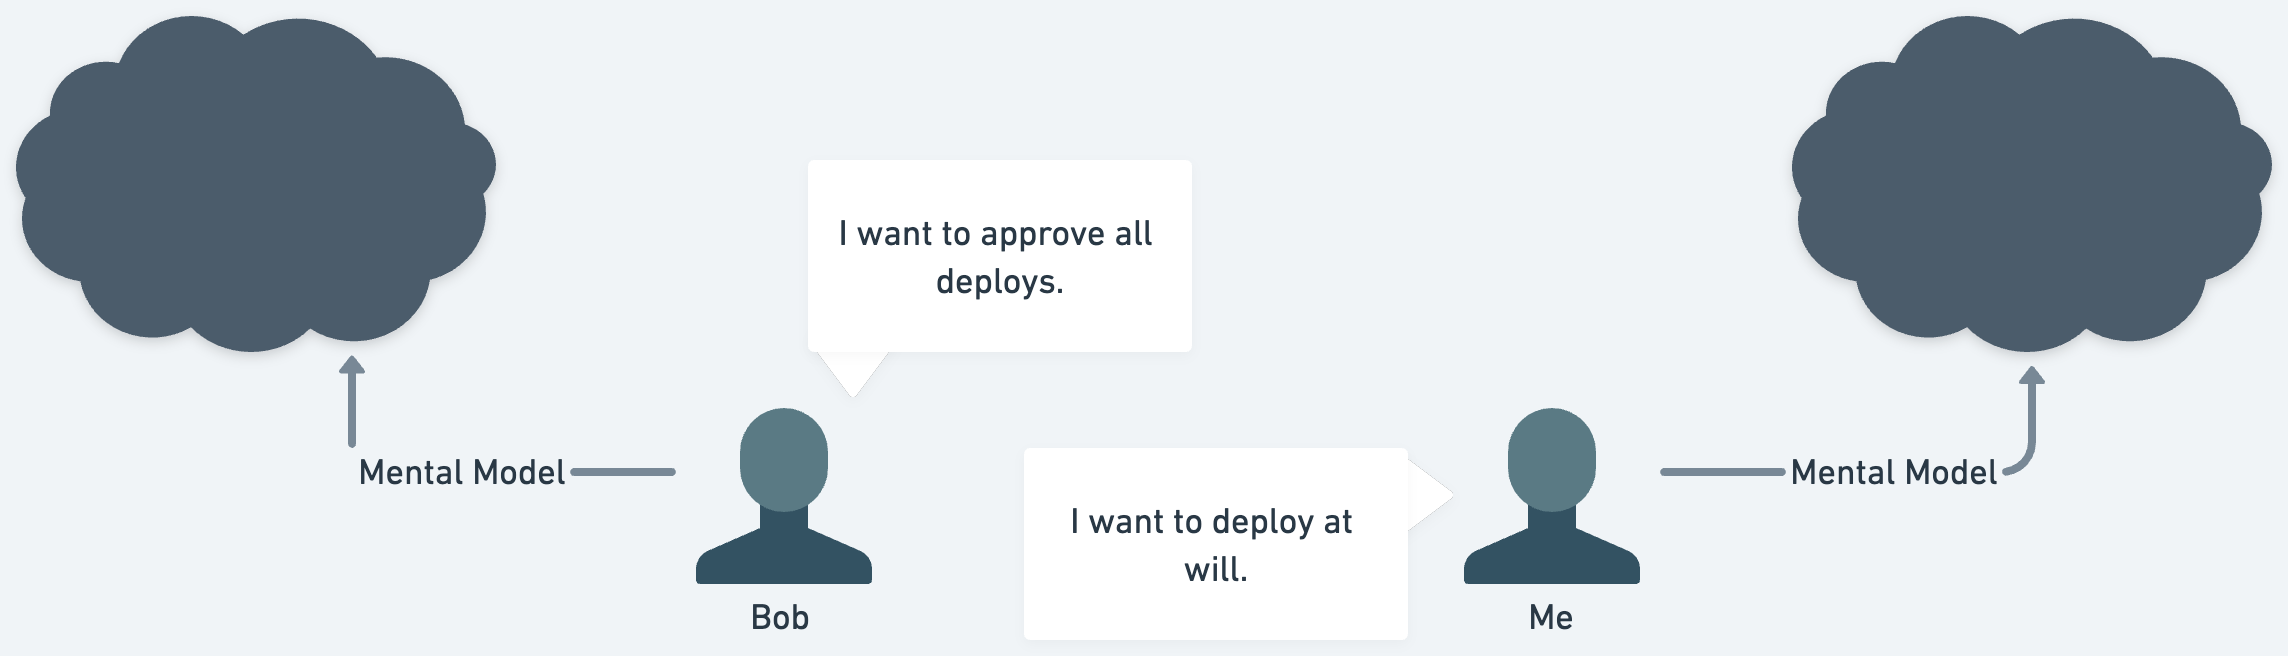 I want to approve all
deploys.
Mental Model
I want to deploy at
will.
Mental Model
Bob
Me